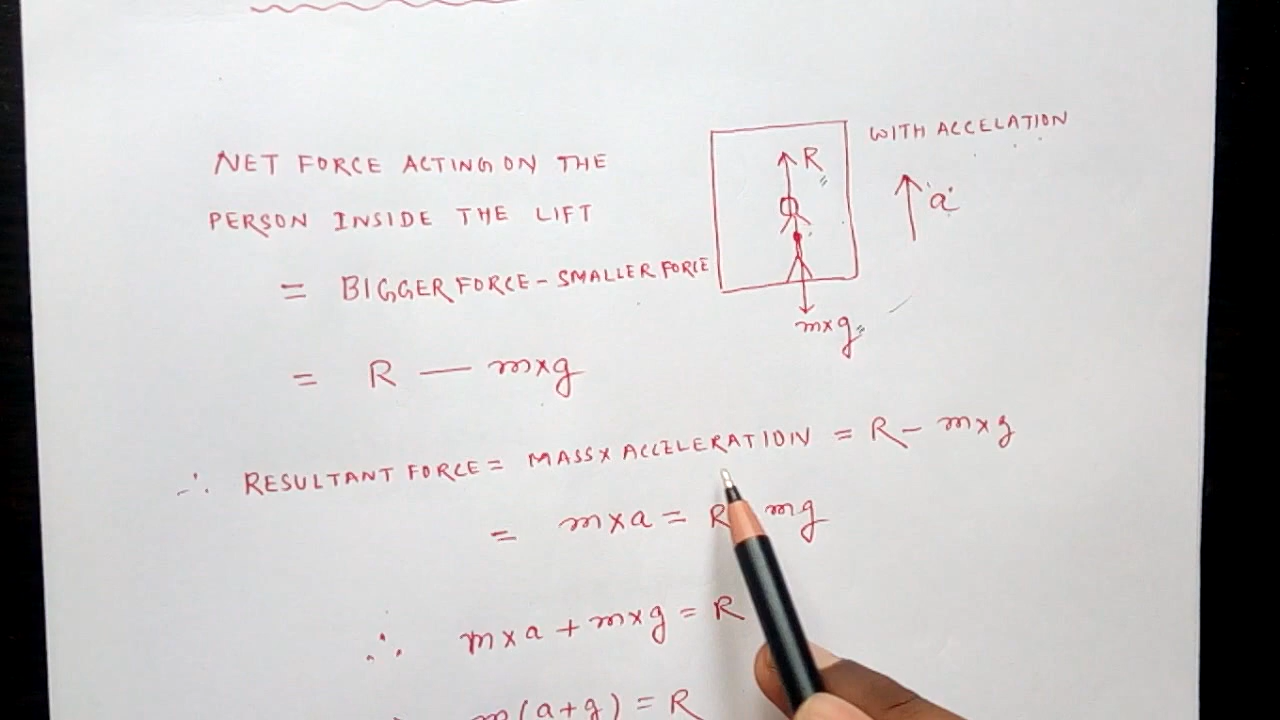 WITH ACCELATION
R
'a'
m×g
NET FORCE ACTING ON THE
PERSON INSIDE THE LIFT
= BIGGER FORCE - SMALLER FORCE
= R — m×g
∴ RESULTANT FORCE = MASS × ACCELERATION = R - m×g
= m×a = R mg
∴ m×a + m×g = R
m(a+g) = R